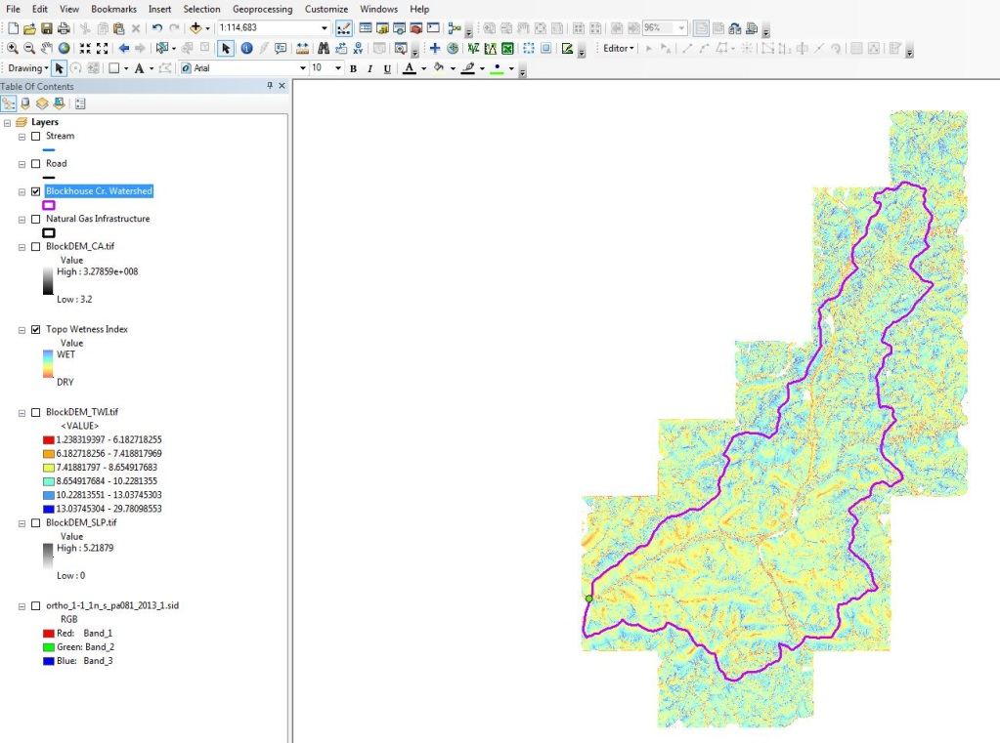 File Edit View Bookmarks Insert Selection Geoprocessing Customize Windows Help
1:114,683
96%
Editor
Drawing A Arial 10 B I U A
Table Of Contents
Layers
Stream
Road
Blockhouse Cr. Watershed
Natural Gas Infrastructure
BlockDEM_CA.tif
Value
High : 3.27859e+008
Low : 3.2
Topo Wetness Index
Value
WET
DRY
BlockDEM_TWI.tif
<VALUE>
1.238319397 - 6.182718255
6.182718256 - 7.418817969
7.41881797 - 8.654917683
8.654917684 - 10.2281355
10.22813551 - 13.03745303
13.03745304 - 29.78098553
BlockDEM_SLP.tif
Value
High : 5.21879
Low : 0
ortho_1-1_1n_s_pa081_2013_1.sid
RGB
Red: Band_1
Green: Band_2
Blue: Band_3